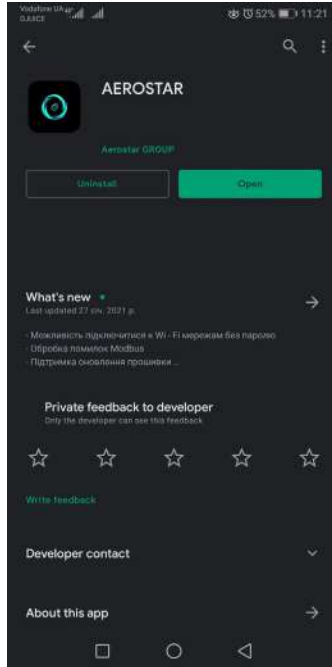 Vodafone UA
DJUICE
52%
11:21
AEROSTAR
Aerostar GROUP
Uninstall
Open
What's new
Last updated 27 січ. 2021 р.
- Можливість підключитися к Wi - Fi мережам без паролю
- Обробка помилок Modbus
- Підтримка оновлення прошивки ...
Private feedback to developer
Only the developer can see this feedback
Write feedback
Developer contact
About this app